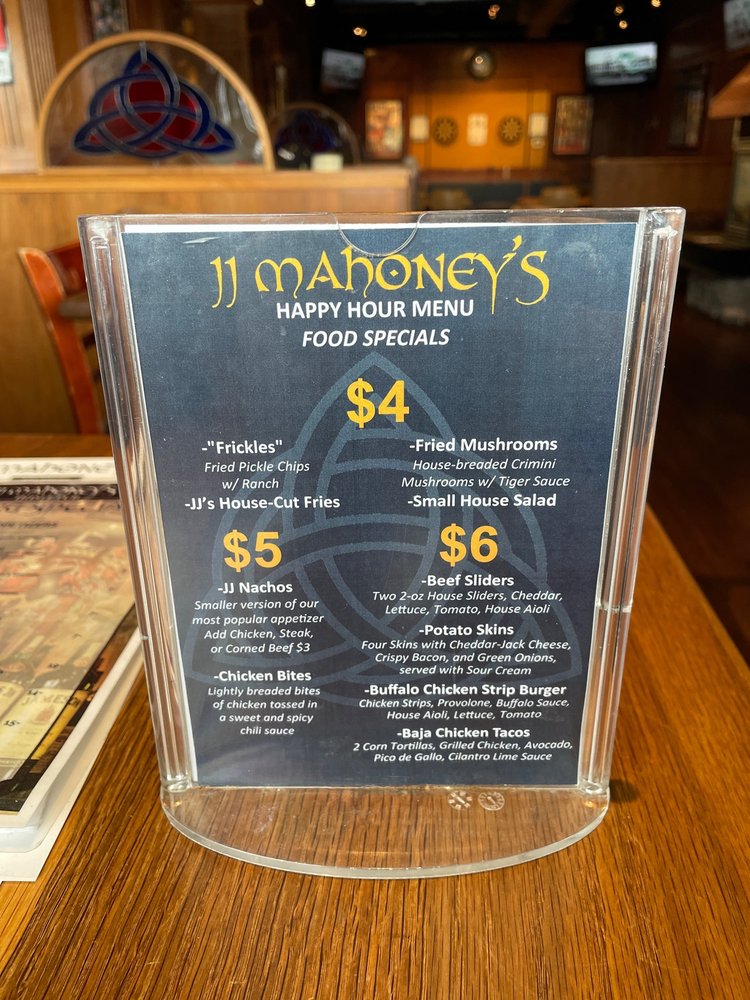 JJ MAHONEY'S
HAPPY HOUR MENU
FOOD SPECIALS
$4
-"Frickles"
Fried Pickle Chips
w/ Ranch
-JJ's House-Cut Fries
-Fried Mushrooms
House-breaded Crimini
Mushrooms w/ Tiger Sauce
-Small House Salad
$5
-JJ Nachos
Smaller version of our
most popular appetizer
Add Chicken, Steak,
or Corned Beef $3
-Chicken Bites
Lightly breaded bites
of chicken tossed in
a sweet and spicy
chili sauce
$6
-Beef Sliders
Two 2-oz House Sliders, Cheddar,
Lettuce, Tomato, House Aioli
-Potato Skins
Four Skins with Cheddar-Jack Cheese,
Crispy Bacon, and Green Onions,
served with Sour Cream
-Buffalo Chicken Strip Burger
Chicken Strips, Provolone, Buffalo Sauce,
House Aioli, Lettuce, Tomato
-Baja Chicken Tacos
2 Corn Tortillas, Grilled Chicken, Avocado,
Pico de Gallo, Cilantro Lime Sauce